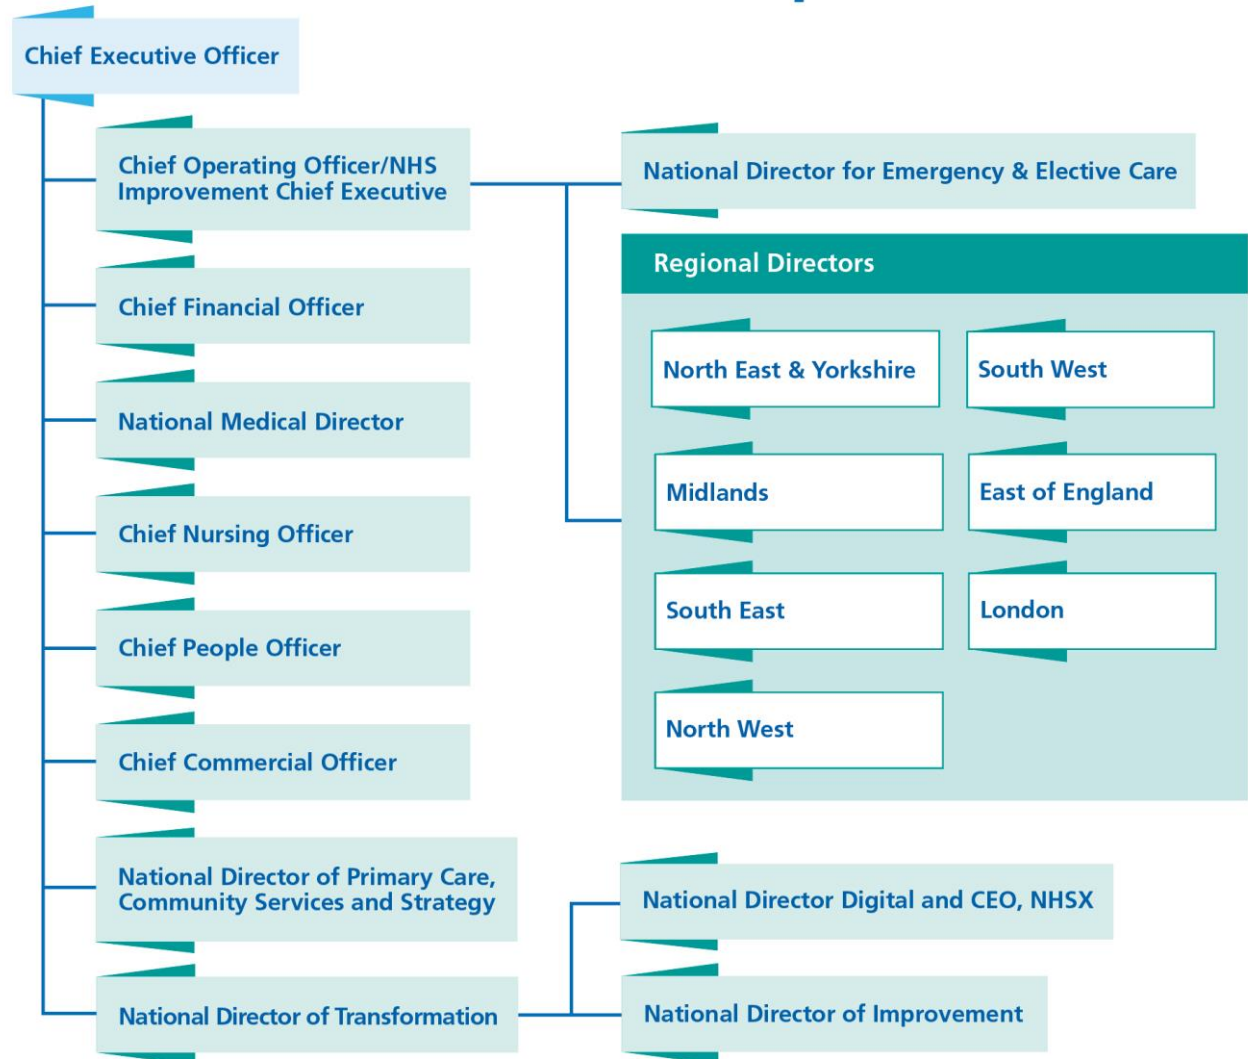 Chief Executive Officer
Chief Operating Officer/NHS
Improvement Chief Executive
National Director for Emergency & Elective Care
Regional Directors
Chief Financial Officer
North East & Yorkshire
South West
National Medical Director
Midlands
East of England
Chief Nursing Officer
South East
London
Chief People Officer
North West
Chief Commercial Officer
National Director of Primary Care,
Community Services and Strategy
National Director Digital and CEO, NHSX
National Director of Transformation
National Director of Improvement